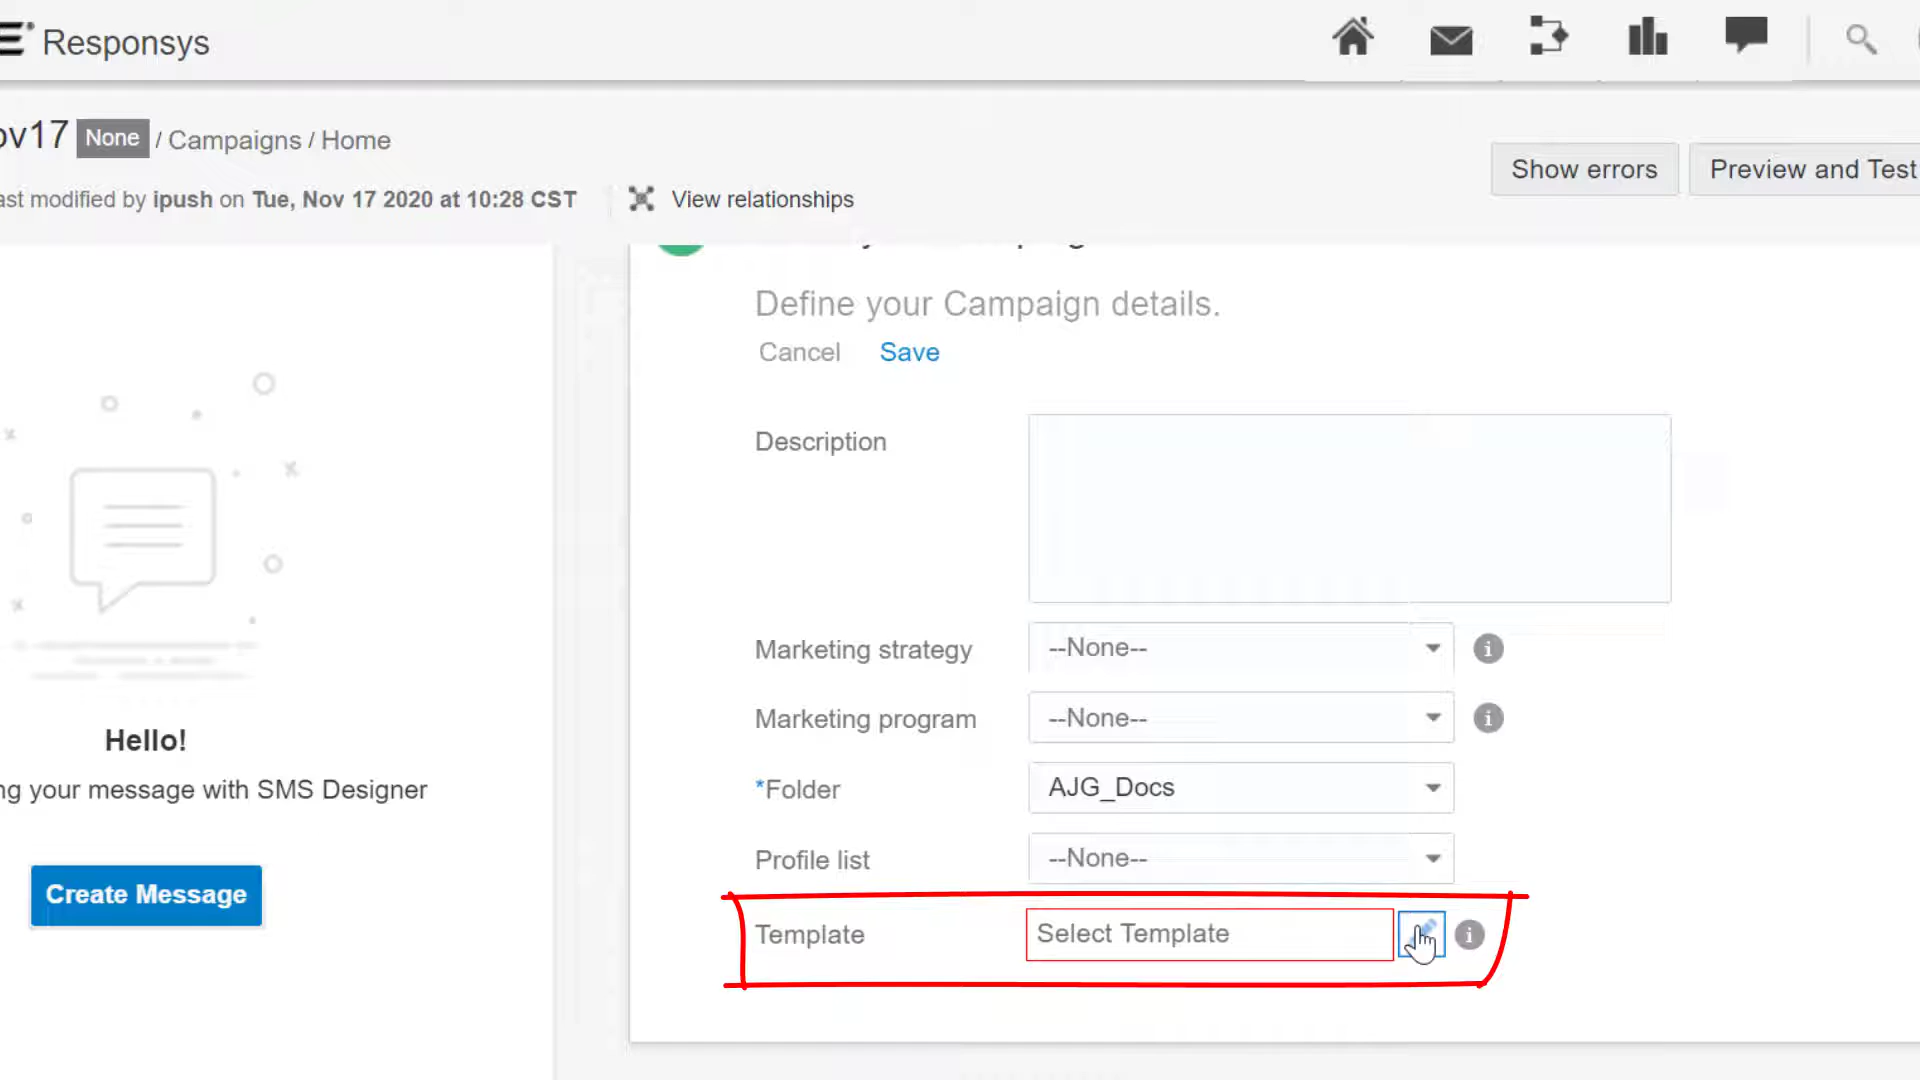 Responsys
ov17 None / Campaigns / Home
Show errors
Preview and Test
ast modified by ipush on Tue, Nov 17 2020 at 10:28 CST
View relationships
Define your Campaign details.
Cancel Save
Description
Marketing strategy --None--
Marketing program --None--
*Folder AJG_Docs
Profile list --None--
Template Select Template
Hello!
ng your message with SMS Designer
Create Message